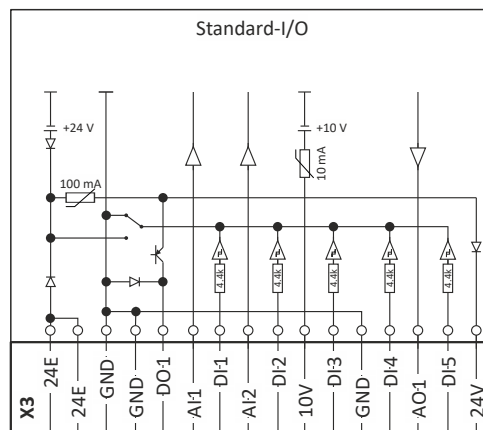 Standard-I/O
+24 V
+10 V
100 mA
10 mA
4.4k
4.4k
4.4k
4.4k
4.4k
X3
24E
24E
GND
GND
DO1
AI1
AI2
DI1
DI2
10V
DI3
GND
DI4
AO1
DI5
24V